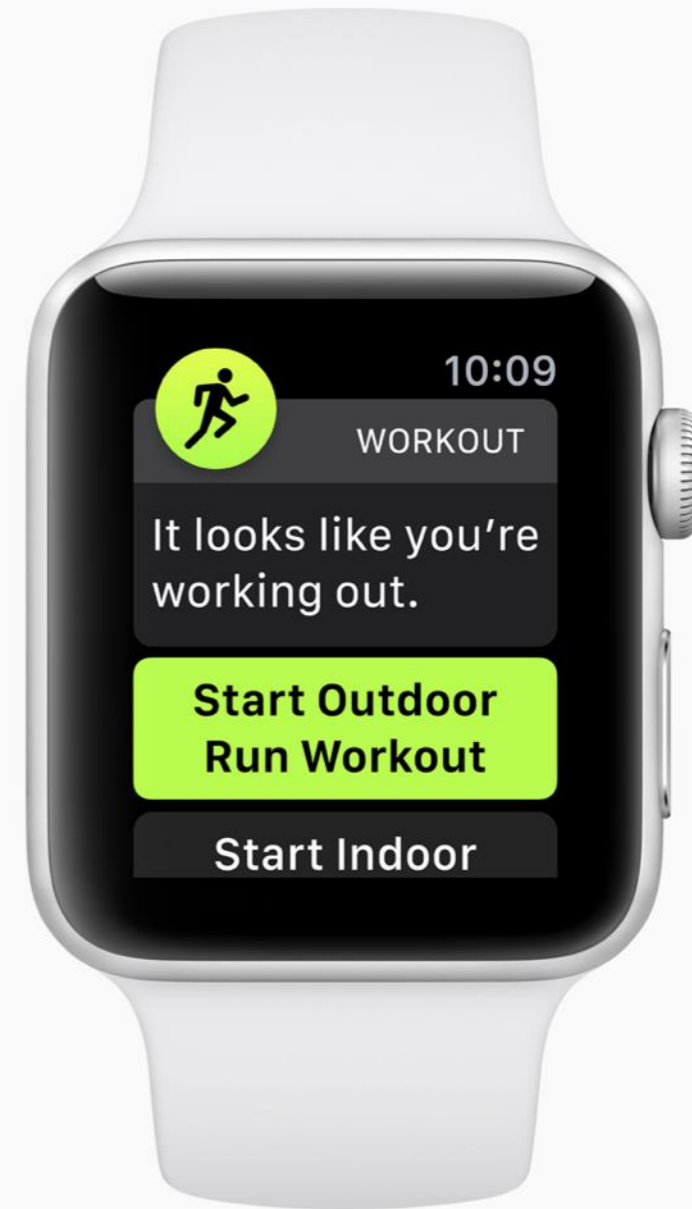 10:09
WORKOUT
It looks like you’re
working out.
Start Outdoor
Run Workout
Start Indoor